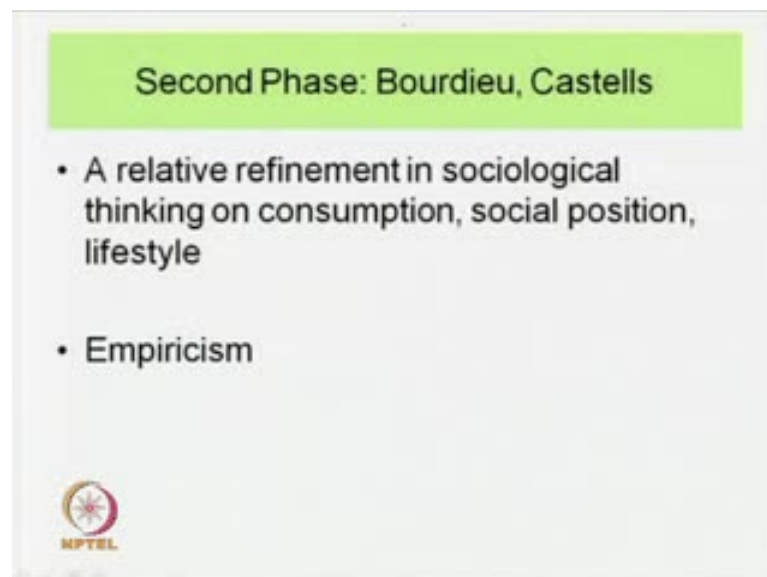 Second Phase: Bourdieu, Castells
• A relative refinement in sociological
thinking on consumption, social position,
lifestyle
• Empiricism
NPTEL